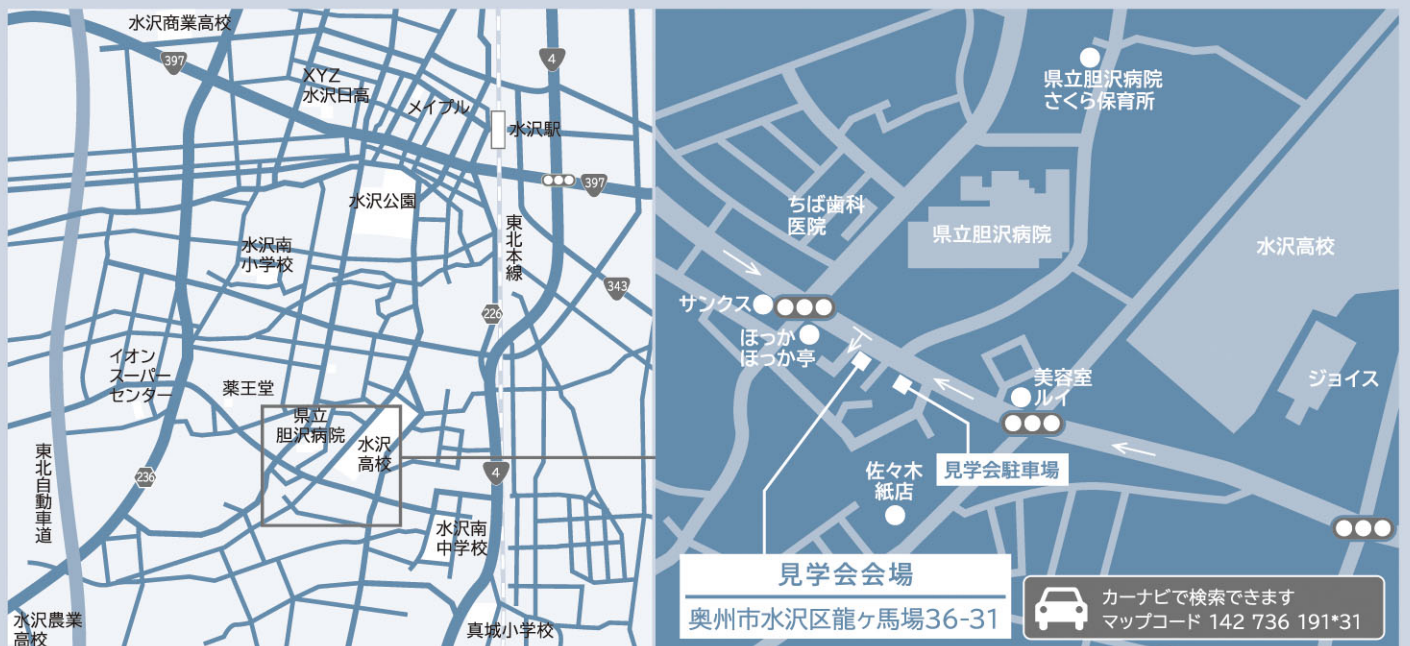 水沢商業高校
397
XYZ
水沢日高
メイプル
4
水沢駅
397
水沢公園
水沢南
小学校
東北本線
343
226
イオン
スーパー
センター
薬王堂
県立
胆沢病院
水沢
高校
東北自動車道
236
4
水沢南
中学校
水沢農業
高校
真城小学校
県立胆沢病院
さくら保育所
ちば歯科
医院
県立胆沢病院
水沢高校
サンクス
ほっか
ほっか亭
美容室
ルイ
ジョイス
佐々木
紙店
見学会駐車場
見学会会場
奥州市水沢区龍ヶ馬場36-31
カーナビで検索できます
マップコード 142 736 191*31